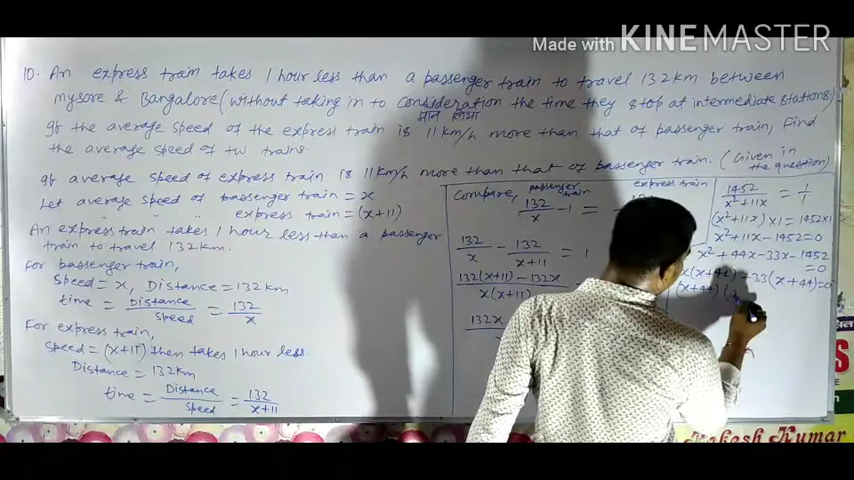 Made with KINEMASTER
10. An express train takes 1 hour less than a passenger train to travel 132 km between
Mysore & Bangalore (without taking in to consideration the time they stop at intermediate stations.)
मान लिया
If the average speed of the express train is 11 km/h more than that of passenger train, Find
the average speed of tw trains.
If average speed of express train is 11 km/h more than that of passenger train. (Given in
the question)
Let average speed of passenger train = x
" " " express train = (x+11)
An express train takes 1 hour less than a passenger
train to travel 132 km.
For passenger train,
Speed = x, Distance = 132 km
time = Distance/Speed = 132/x
For express train,
Speed = (x+11) then takes 1 hour less
Distance = 132 km
time = Distance/Speed = 132/x+11
Compare, passenger train express train
132/x - 1 =
132/x - 132/x+11 = 1
132(x+11) - 132x
x(x+11)
132x
1452/x²+11x = 1/1
(x²+11x)x1 = 1452x1
x²+11x-1452=0
x²+44x-33x-1452
=0
x(x+44) -33(x+44)=0
(x+44) (
Rakesh Kumar